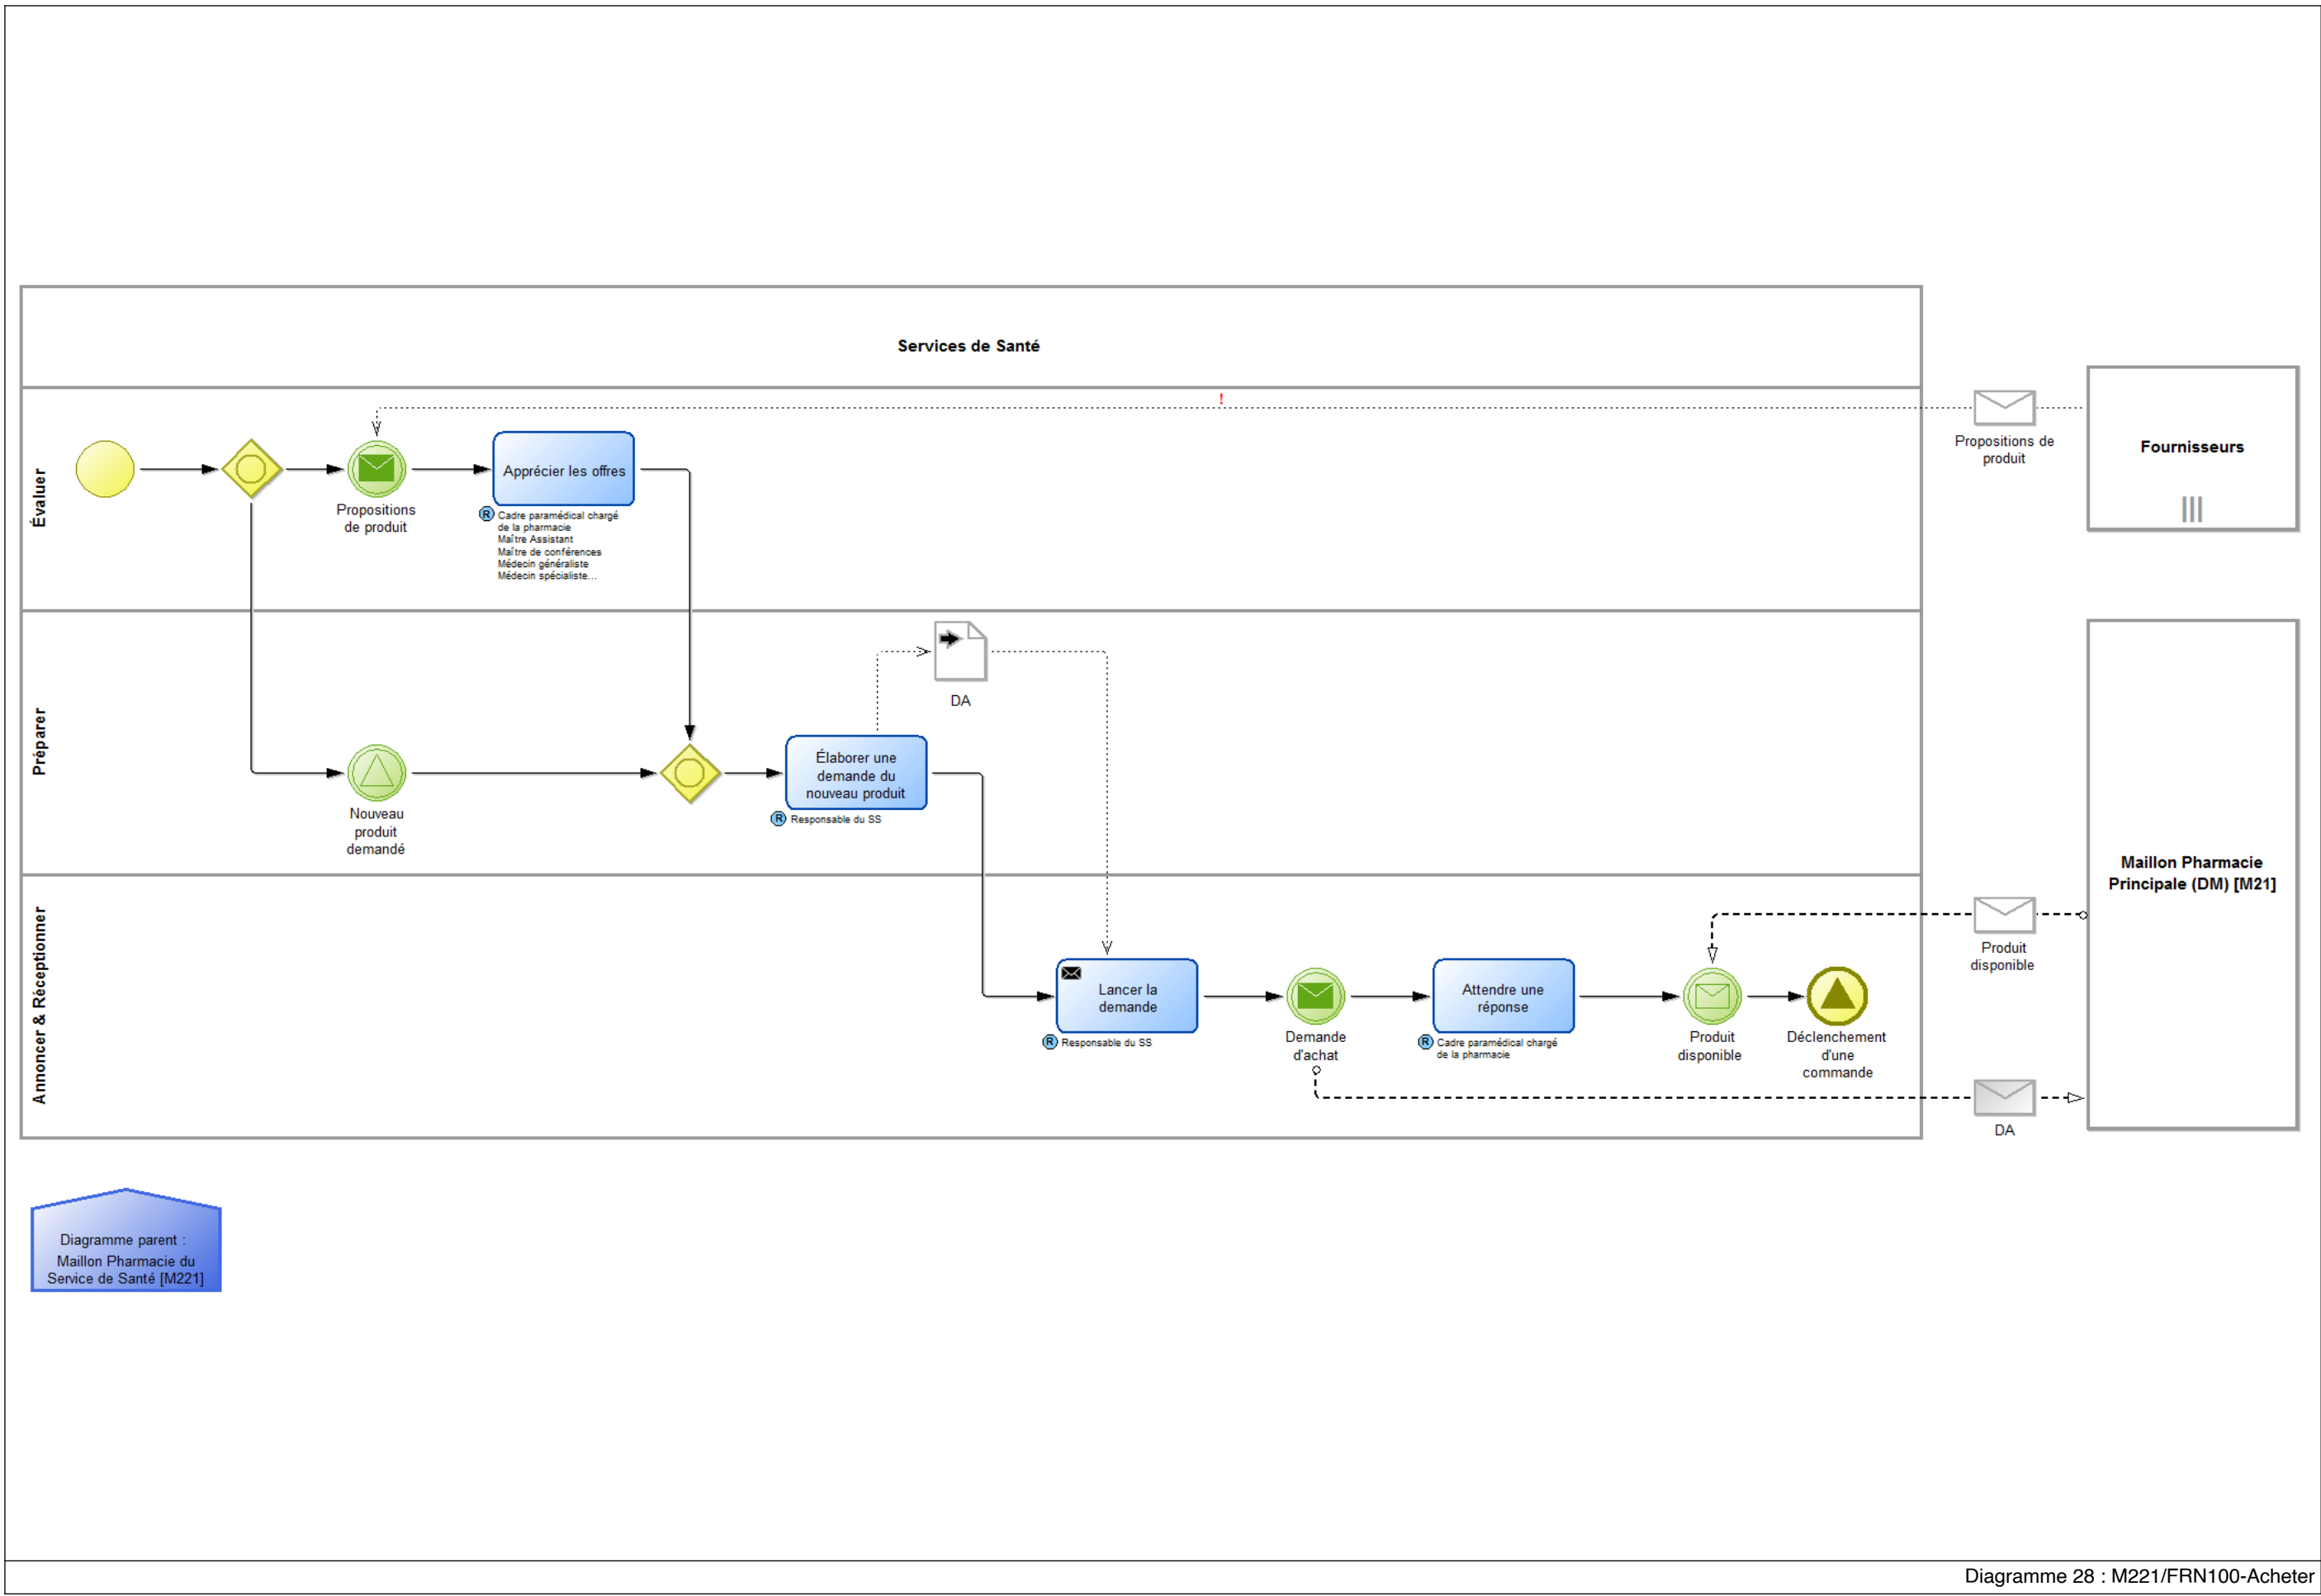 Services de Santé
!
Évaluer
Propositions
de produit
Apprécier les offres
R Cadre paramédical chargé
de la pharmacie
Maître Assistant
Maître de conférences
Médecin généraliste
Médecin spécialiste...
Propositions de
produit
Fournisseurs
Préparer
DA
Nouveau
produit
demandé
Élaborer une
demande du
nouveau produit
R Responsable du SS
Maillon Pharmacie
Principale (DM) [M21]
Annoncer & Réceptionner
Lancer la
demande
R Responsable du SS
Demande
d'achat
Attendre une
réponse
R Cadre paramédical chargé
de la pharmacie
Produit
disponible
Déclenchement
d'une
commande
Produit
disponible
DA
Diagramme parent :
Maillon Pharmacie du
Service de Santé [M221]
Diagramme 28 : M221/FRN100-Acheter